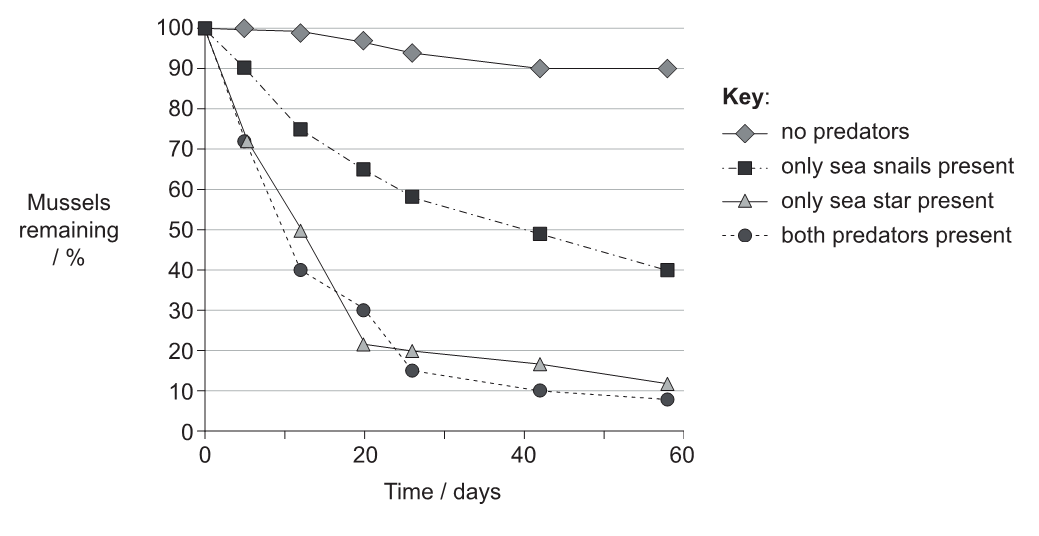 100
90
80
70
60
50
40
30
20
10
0
Mussels
remaining
/ %
0 20 40 60
Time / days
Key:
no predators
only sea snails present
only sea star present
both predators present